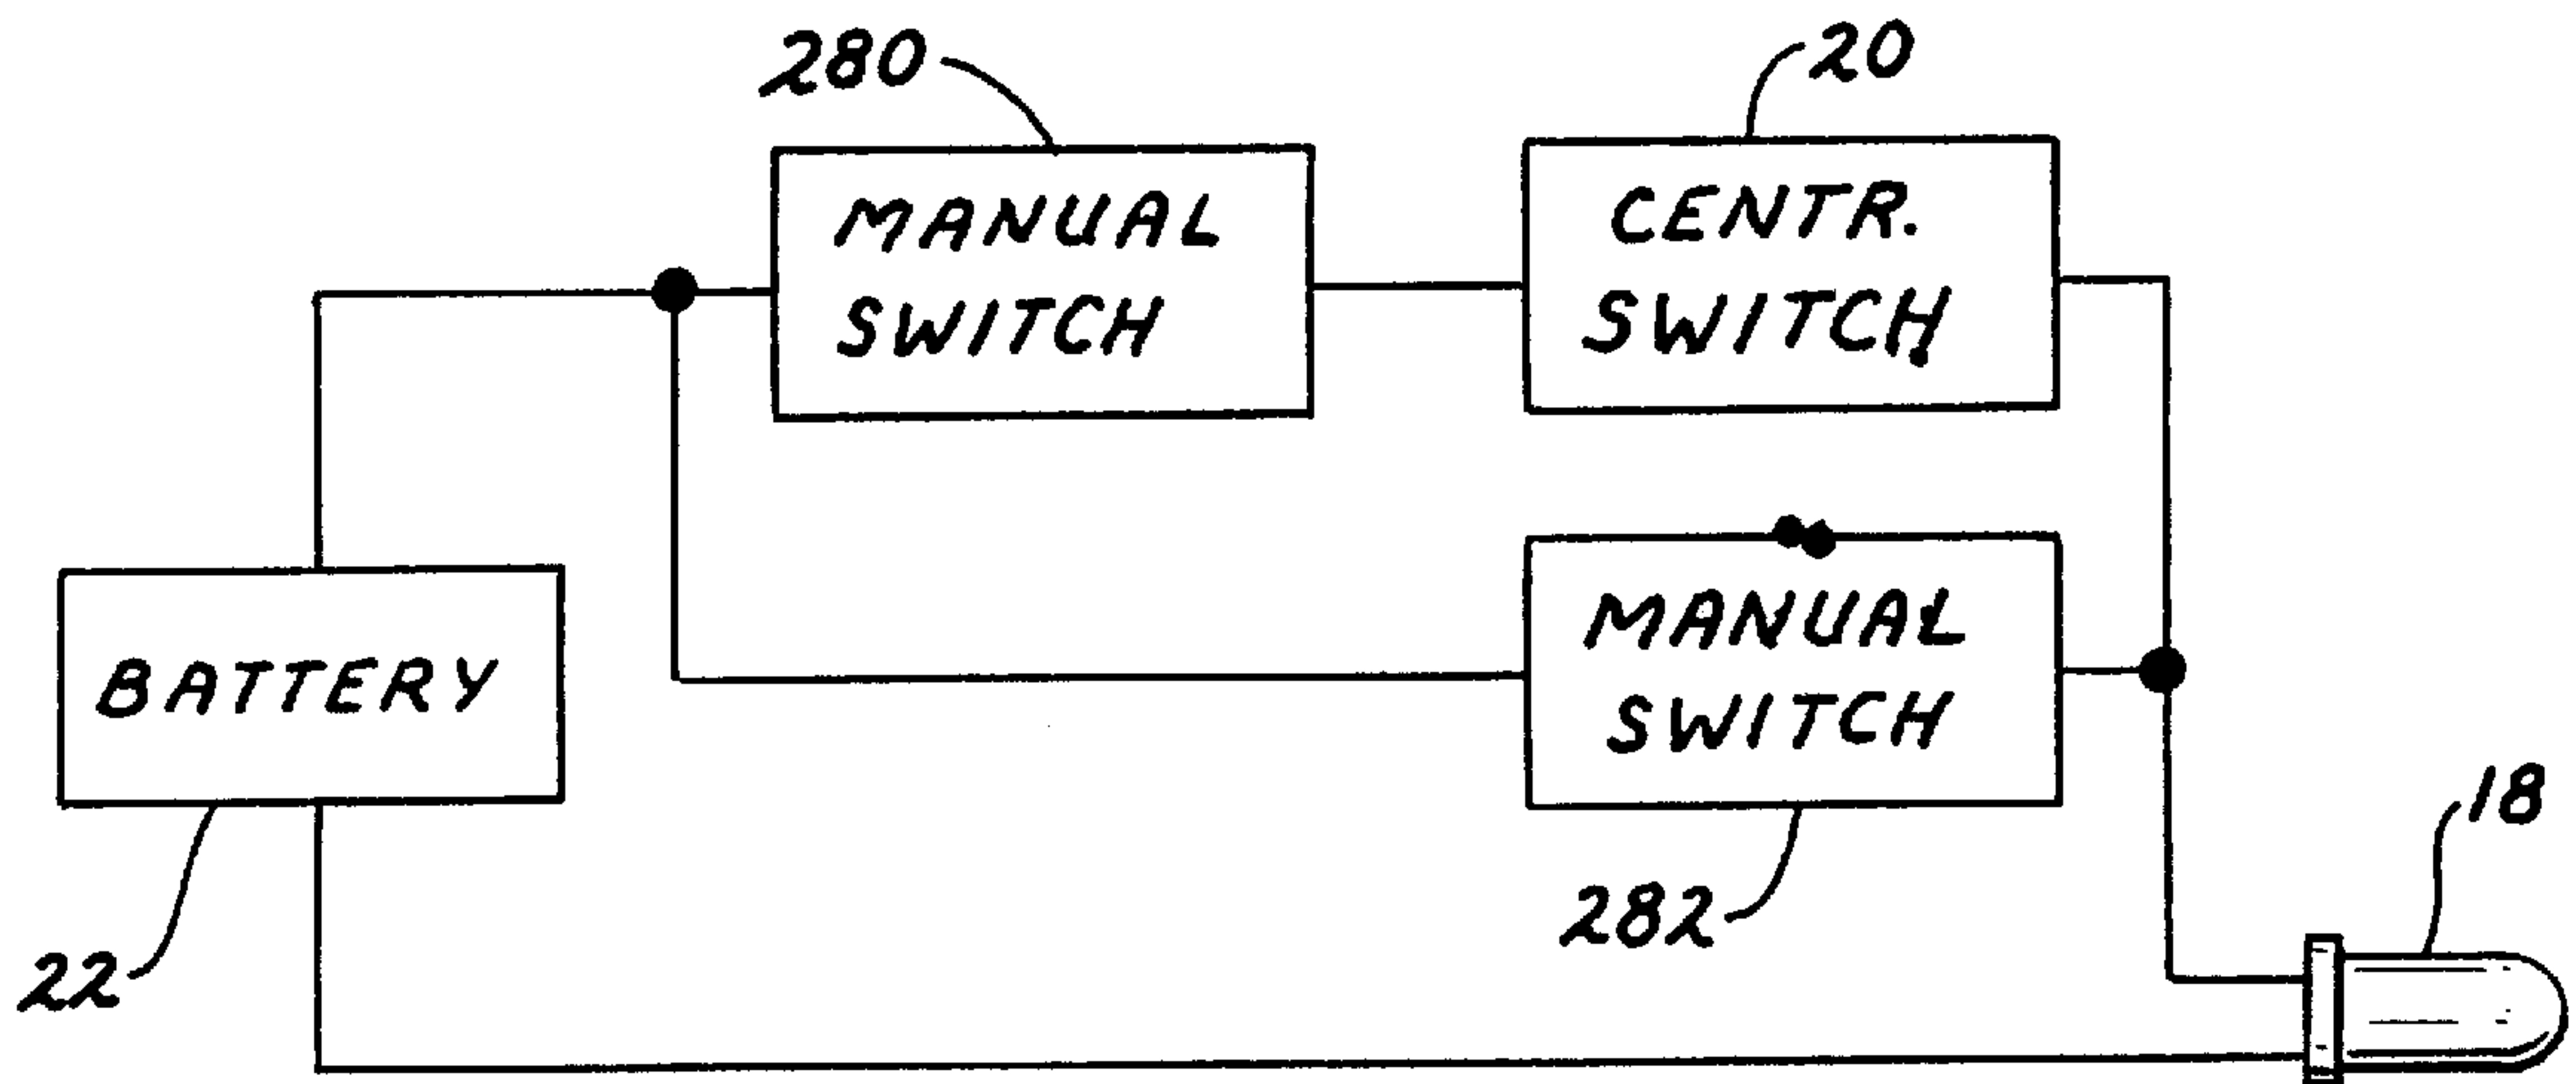 280
20
MANUAL
SWITCH
CENTR.
SWITCH
BATTERY
MANUAL
SWITCH
18
282
22